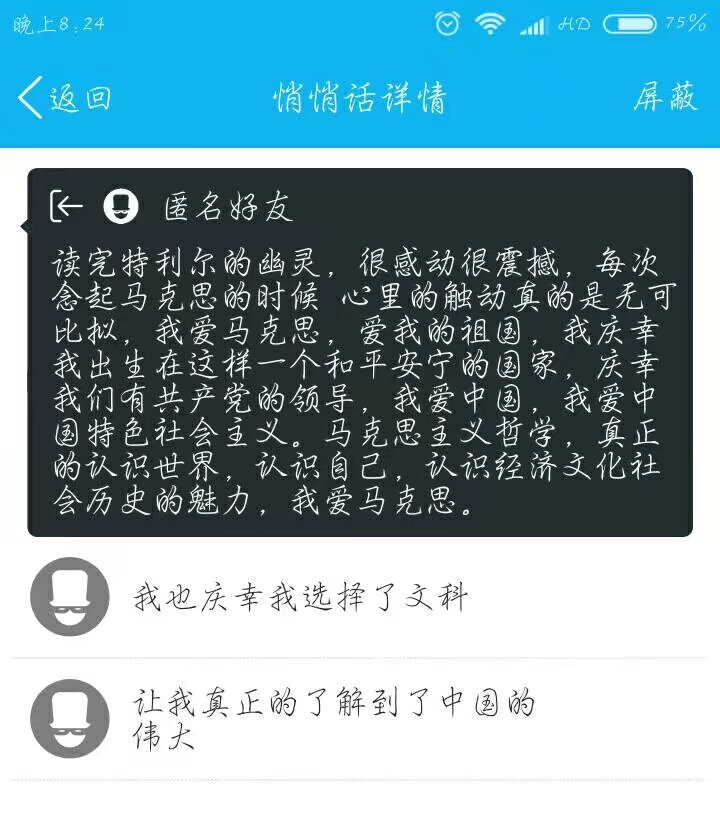 晚上8:24
HD
75%
返回
悄悄话详情
屏蔽
匿名好友
读完特利尔的幽灵，很感动很震撼，每次
念起马克思的时候 心里的触动真的是无可
比拟，我爱马克思，爱我的祖国，我庆幸
我出生在这样一个和平安宁的国家，庆幸
我们有共产党的领导，我爱中国，我爱中
国特色社会主义。马克思主义哲学，真正
的认识世界，认识自己，认识经济文化社
会历史的魅力，我爱马克思。
我也庆幸我选择了文科
让我真正的了解到了中国的
伟大